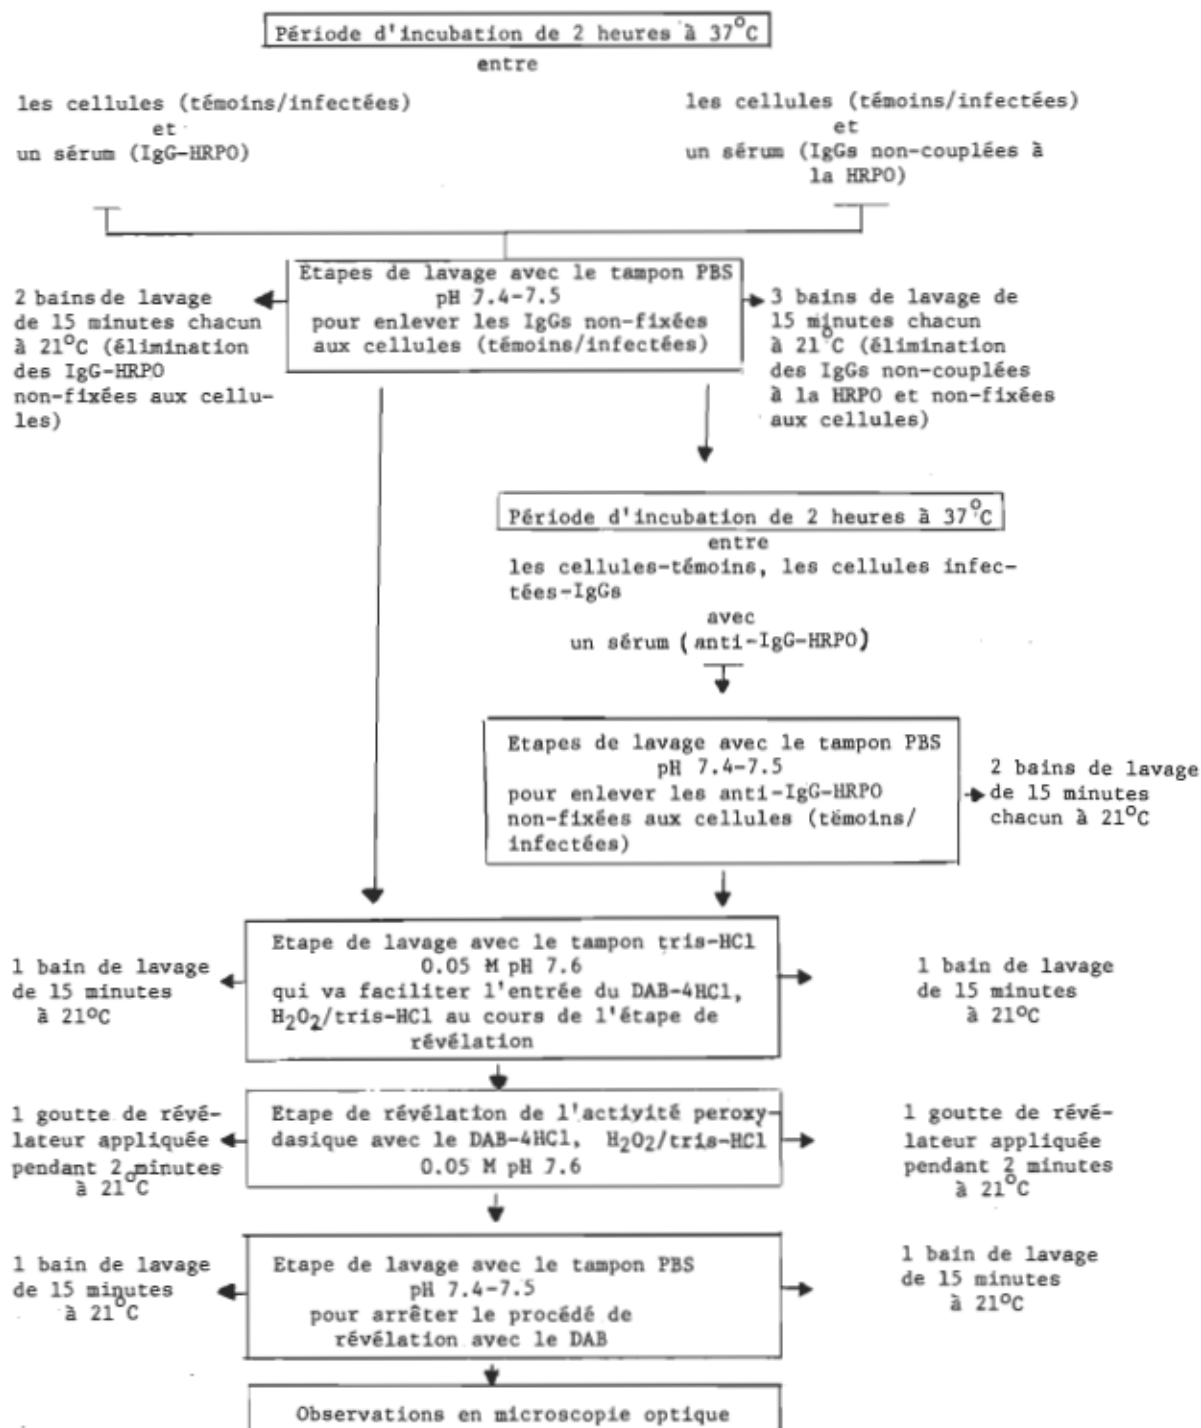 Période d'incubation de 2 heures à 37°C
entre
les cellules (témoins/infectées)
et
un sérum (IgG-HRPO)
les cellules (témoins/infectées)
et
un sérum (IgGs non-couplées à
la HRPO)
Etapes de lavage avec le tampon PBS
pH 7.4-7.5
pour enlever les IgGs non-fixées
aux cellules (témoins/infectées)
2 bains de lavage
de 15 minutes chacun
à 21°C (élimination
des IgG-HRPO
non-fixées aux cellu-
les)
3 bains de lavage de
15 minutes chacun
à 21°C (élimination
des IgGs non-couplées
à la HRPO et non-fixées
aux cellules)
Période d'incubation de 2 heures à 37°C
entre
les cellules-témoins, les cellules infec-
tées-IgGs
avec
un sérum (anti-IgG-HRPO)
Etapes de lavage avec le tampon PBS
pH 7.4-7.5
pour enlever les anti-IgG-HRPO
non-fixées aux cellules (témoins/
infectées)
2 bains de lavage
de 15 minutes
chacun à 21°C
Etape de lavage avec le tampon tris-HCl
0.05 M pH 7.6
qui va faciliter l'entrée du DAB-4HCl,
H2O2/tris-HCl au cours de l'étape de
révélation
1 bain de lavage
de 15 minutes
à 21°C
1 bain de lavage
de 15 minutes
à 21°C
Etape de révélation de l'activité peroxy-
dasique avec le DAB-4HCl, H2O2/tris-HCl
0.05 M pH 7.6
1 goutte de révé-
lateur appliquée
pendant 2 minutes
à 21°C
1 goutte de révé-
lateur appliquée
pendant 2 minutes
à 21°C
Etape de lavage avec le tampon PBS
pH 7.4-7.5
pour arrêter le procédé de
révélation avec le DAB
1 bain de lavage
de 15 minutes
à 21°C
1 bain de lavage
de 15 minutes
à 21°C
Observations en microscopie optique